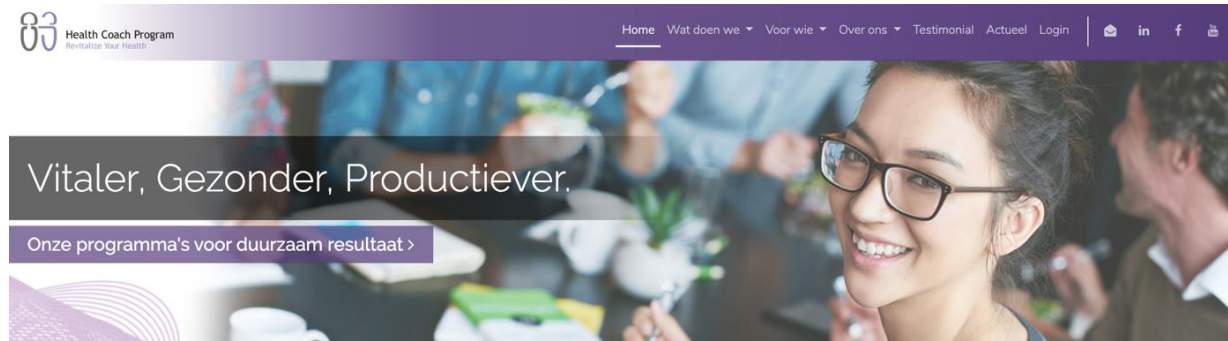 Health Coach Program
Revitalize Your Health
Home Wat doen we Voor wie Over ons Testimonial Actueel Login
Vitaler, Gezonder, Productiever.
Onze programma's voor duurzaam resultaat >